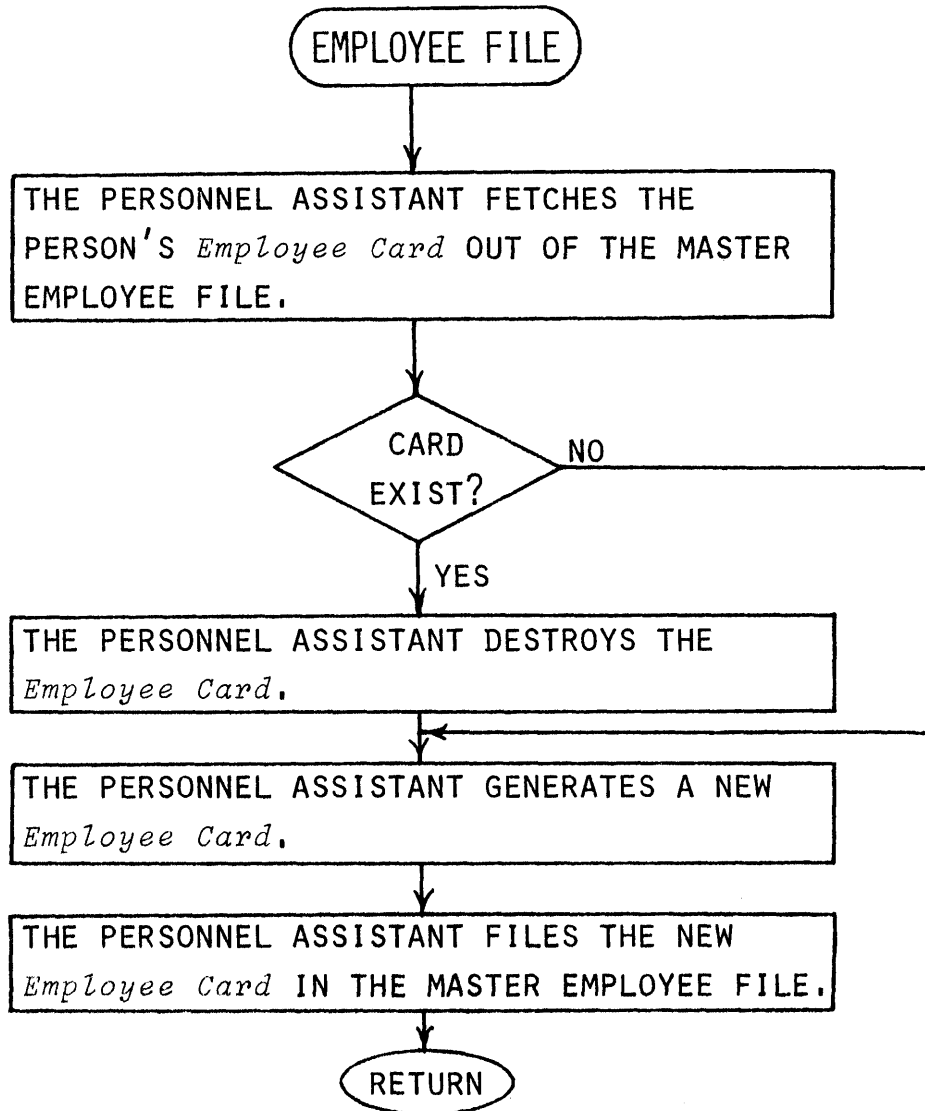 EMPLOYEE FILE
THE PERSONNEL ASSISTANT FETCHES THE
PERSON'S Employee Card OUT OF THE MASTER
EMPLOYEE FILE.
CARD
EXIST?
NO
YES
THE PERSONNEL ASSISTANT DESTROYS THE
Employee Card.
THE PERSONNEL ASSISTANT GENERATES A NEW
Employee Card.
THE PERSONNEL ASSISTANT FILES THE NEW
Employee Card IN THE MASTER EMPLOYEE FILE.
RETURN